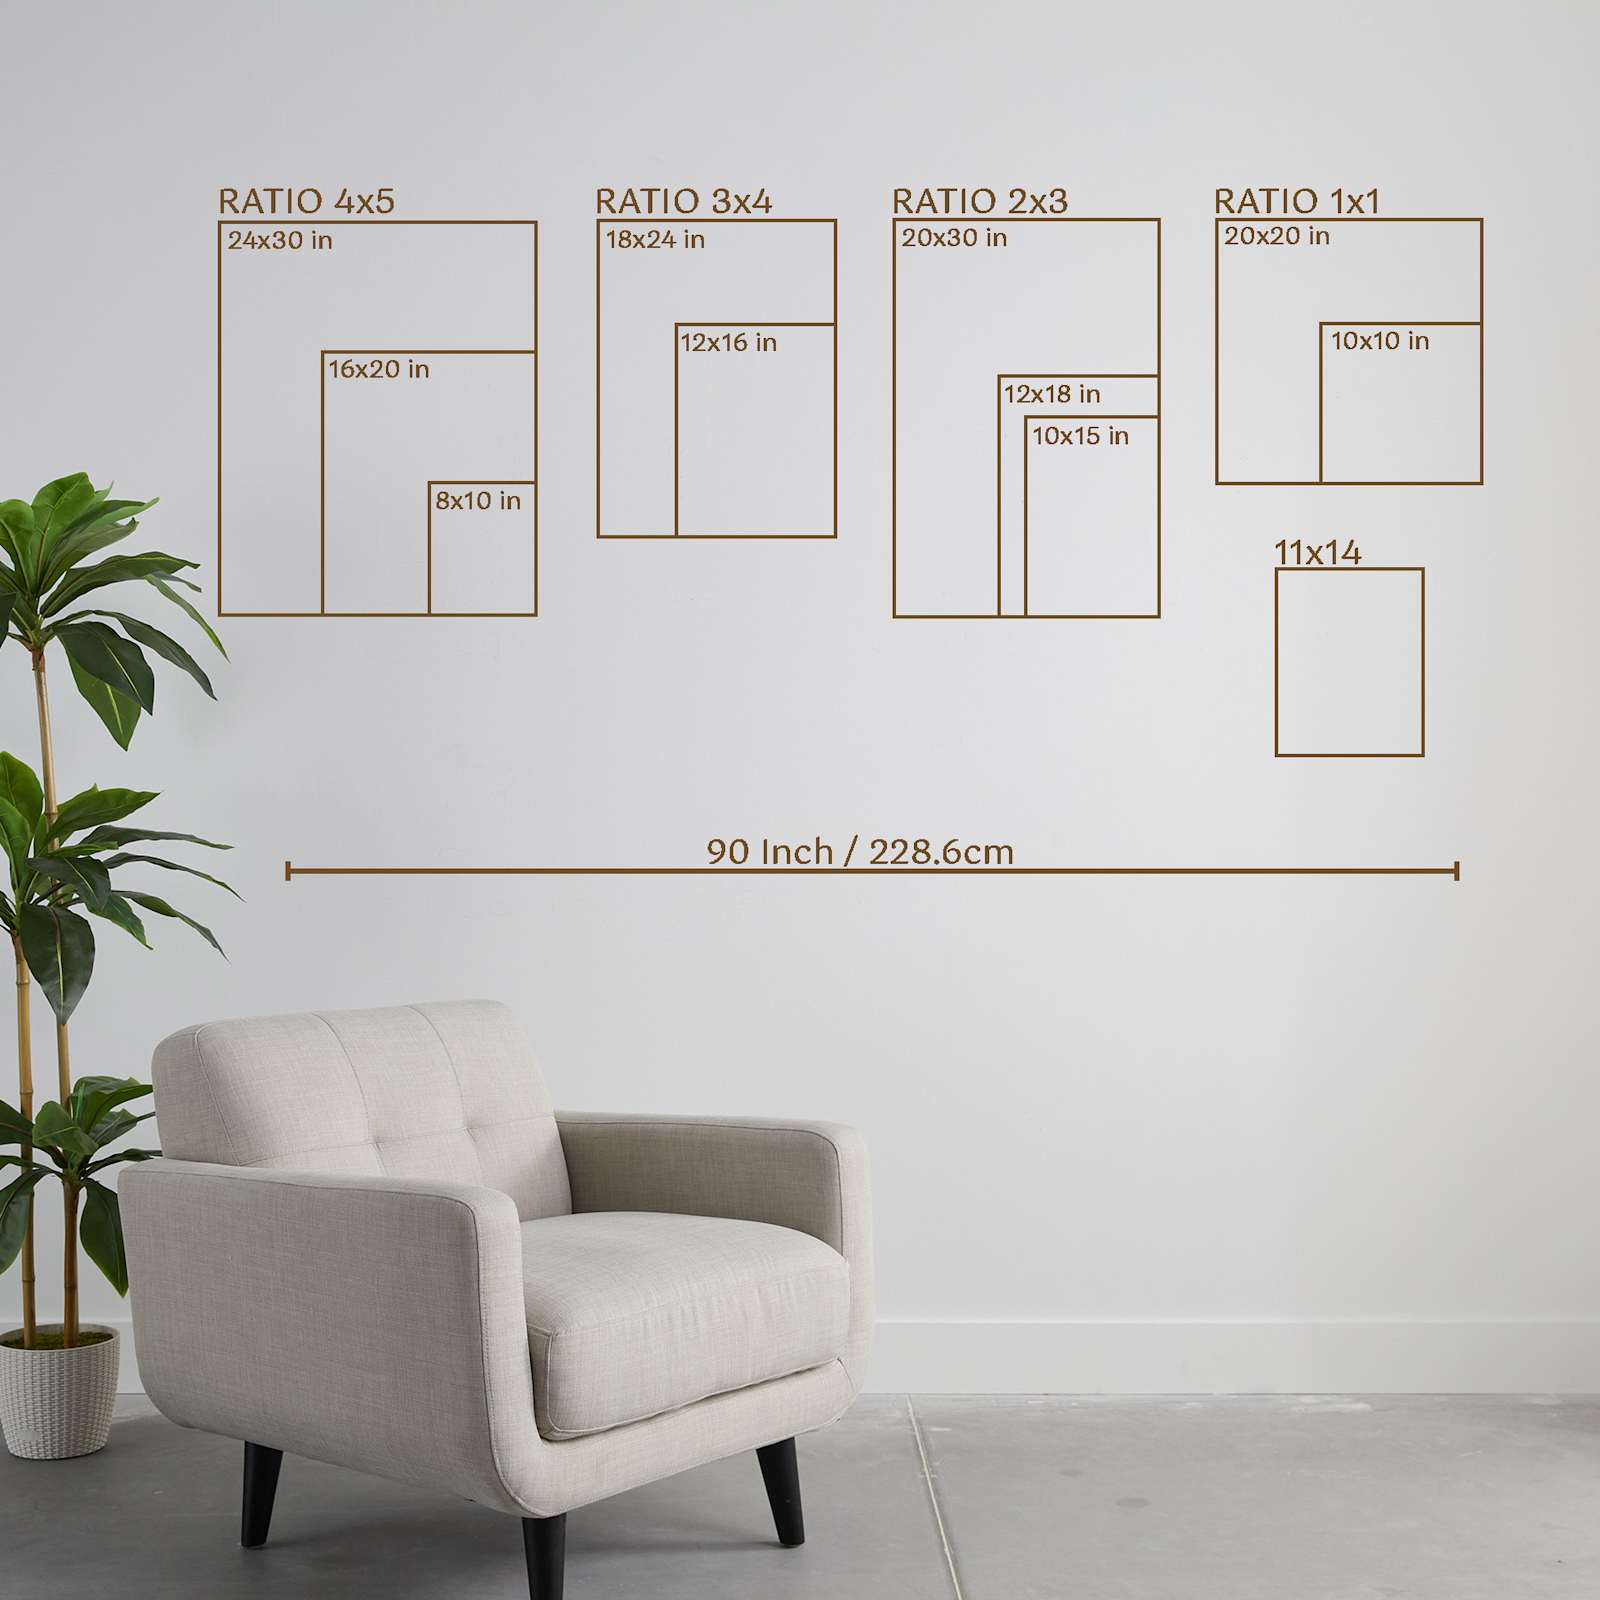 RATIO 4x5
24x30 in
16x20 in
8x10 in
RATIO 3x4
18x24 in
12x16 in
RATIO 2x3
20x30 in
12x18 in
10x15 in
RATIO 1x1
20x20 in
10x10 in
11x14
90 Inch / 228.6cm